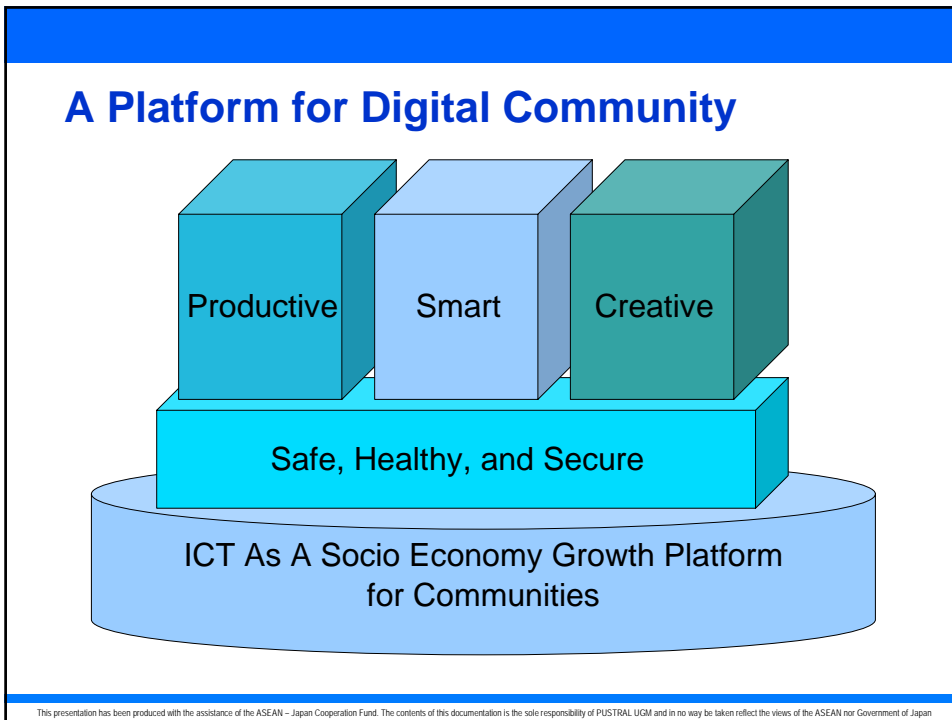 A Platform for Digital Community
Productive
Smart
Creative
Safe, Healthy, and Secure
ICT As A Socio Economy Growth Platform
for Communities
This presentation has been produced with the assistance of the ASEAN – Japan Cooperation Fund. The contents of this documentation is the sole responsibility of PUSTRAL UGM and in no way be taken reflect the views of the ASEAN nor Government of Japan